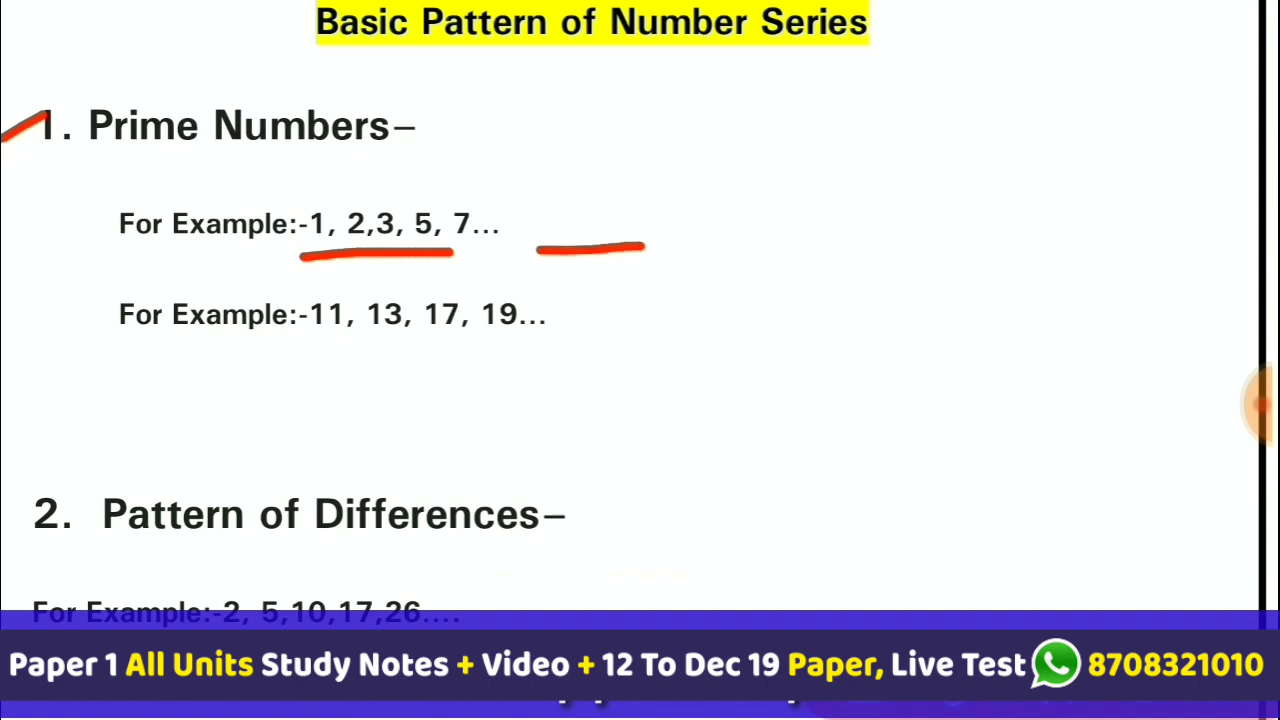 Basic Pattern of Number Series
1. Prime Numbers–
For Example:-1, 2,3, 5, 7...
For Example:-11, 13, 17, 19...
2. Pattern of Differences–
For Example:-2, 5,10,17,26....
Paper 1 All Units Study Notes + Video + 12 To Dec 19 Paper, Live Test 8708321010